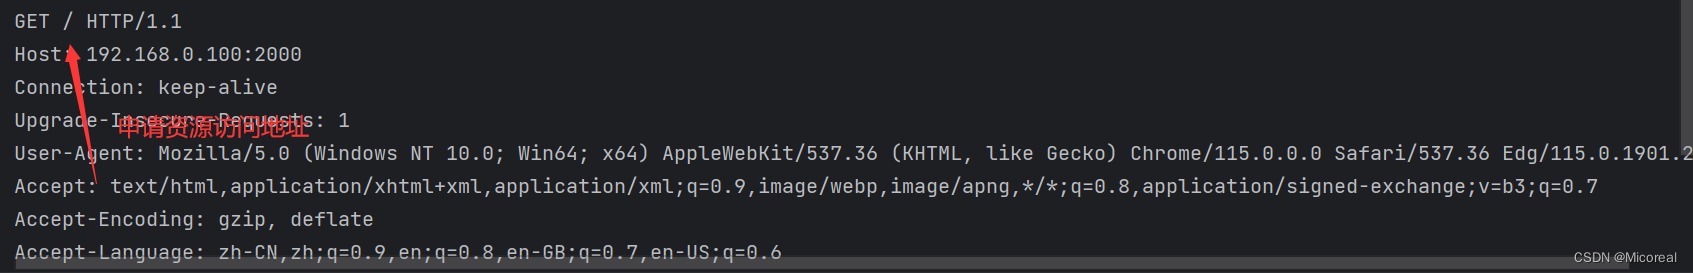 GET / HTTP/1.1
Host: 192.168.0.100:2000
Connection: keep-alive
Upgrade-Insecure-Requests: 1
申请资源访问地址
User-Agent: Mozilla/5.0 (Windows NT 10.0; Win64; x64) AppleWebKit/537.36 (KHTML, like Gecko) Chrome/115.0.0.0 Safari/537.36 Edg/115.0.1901.2
Accept: text/html,application/xhtml+xml,application/xml;q=0.9,image/webp,image/apng,*/*;q=0.8,application/signed-exchange;v=b3;q=0.7
Accept-Encoding: gzip, deflate
Accept-Language: zh-CN,zh;q=0.9,en;q=0.8,en-GB;q=0.7,en-US;q=0.6
CSDN @Micoreal